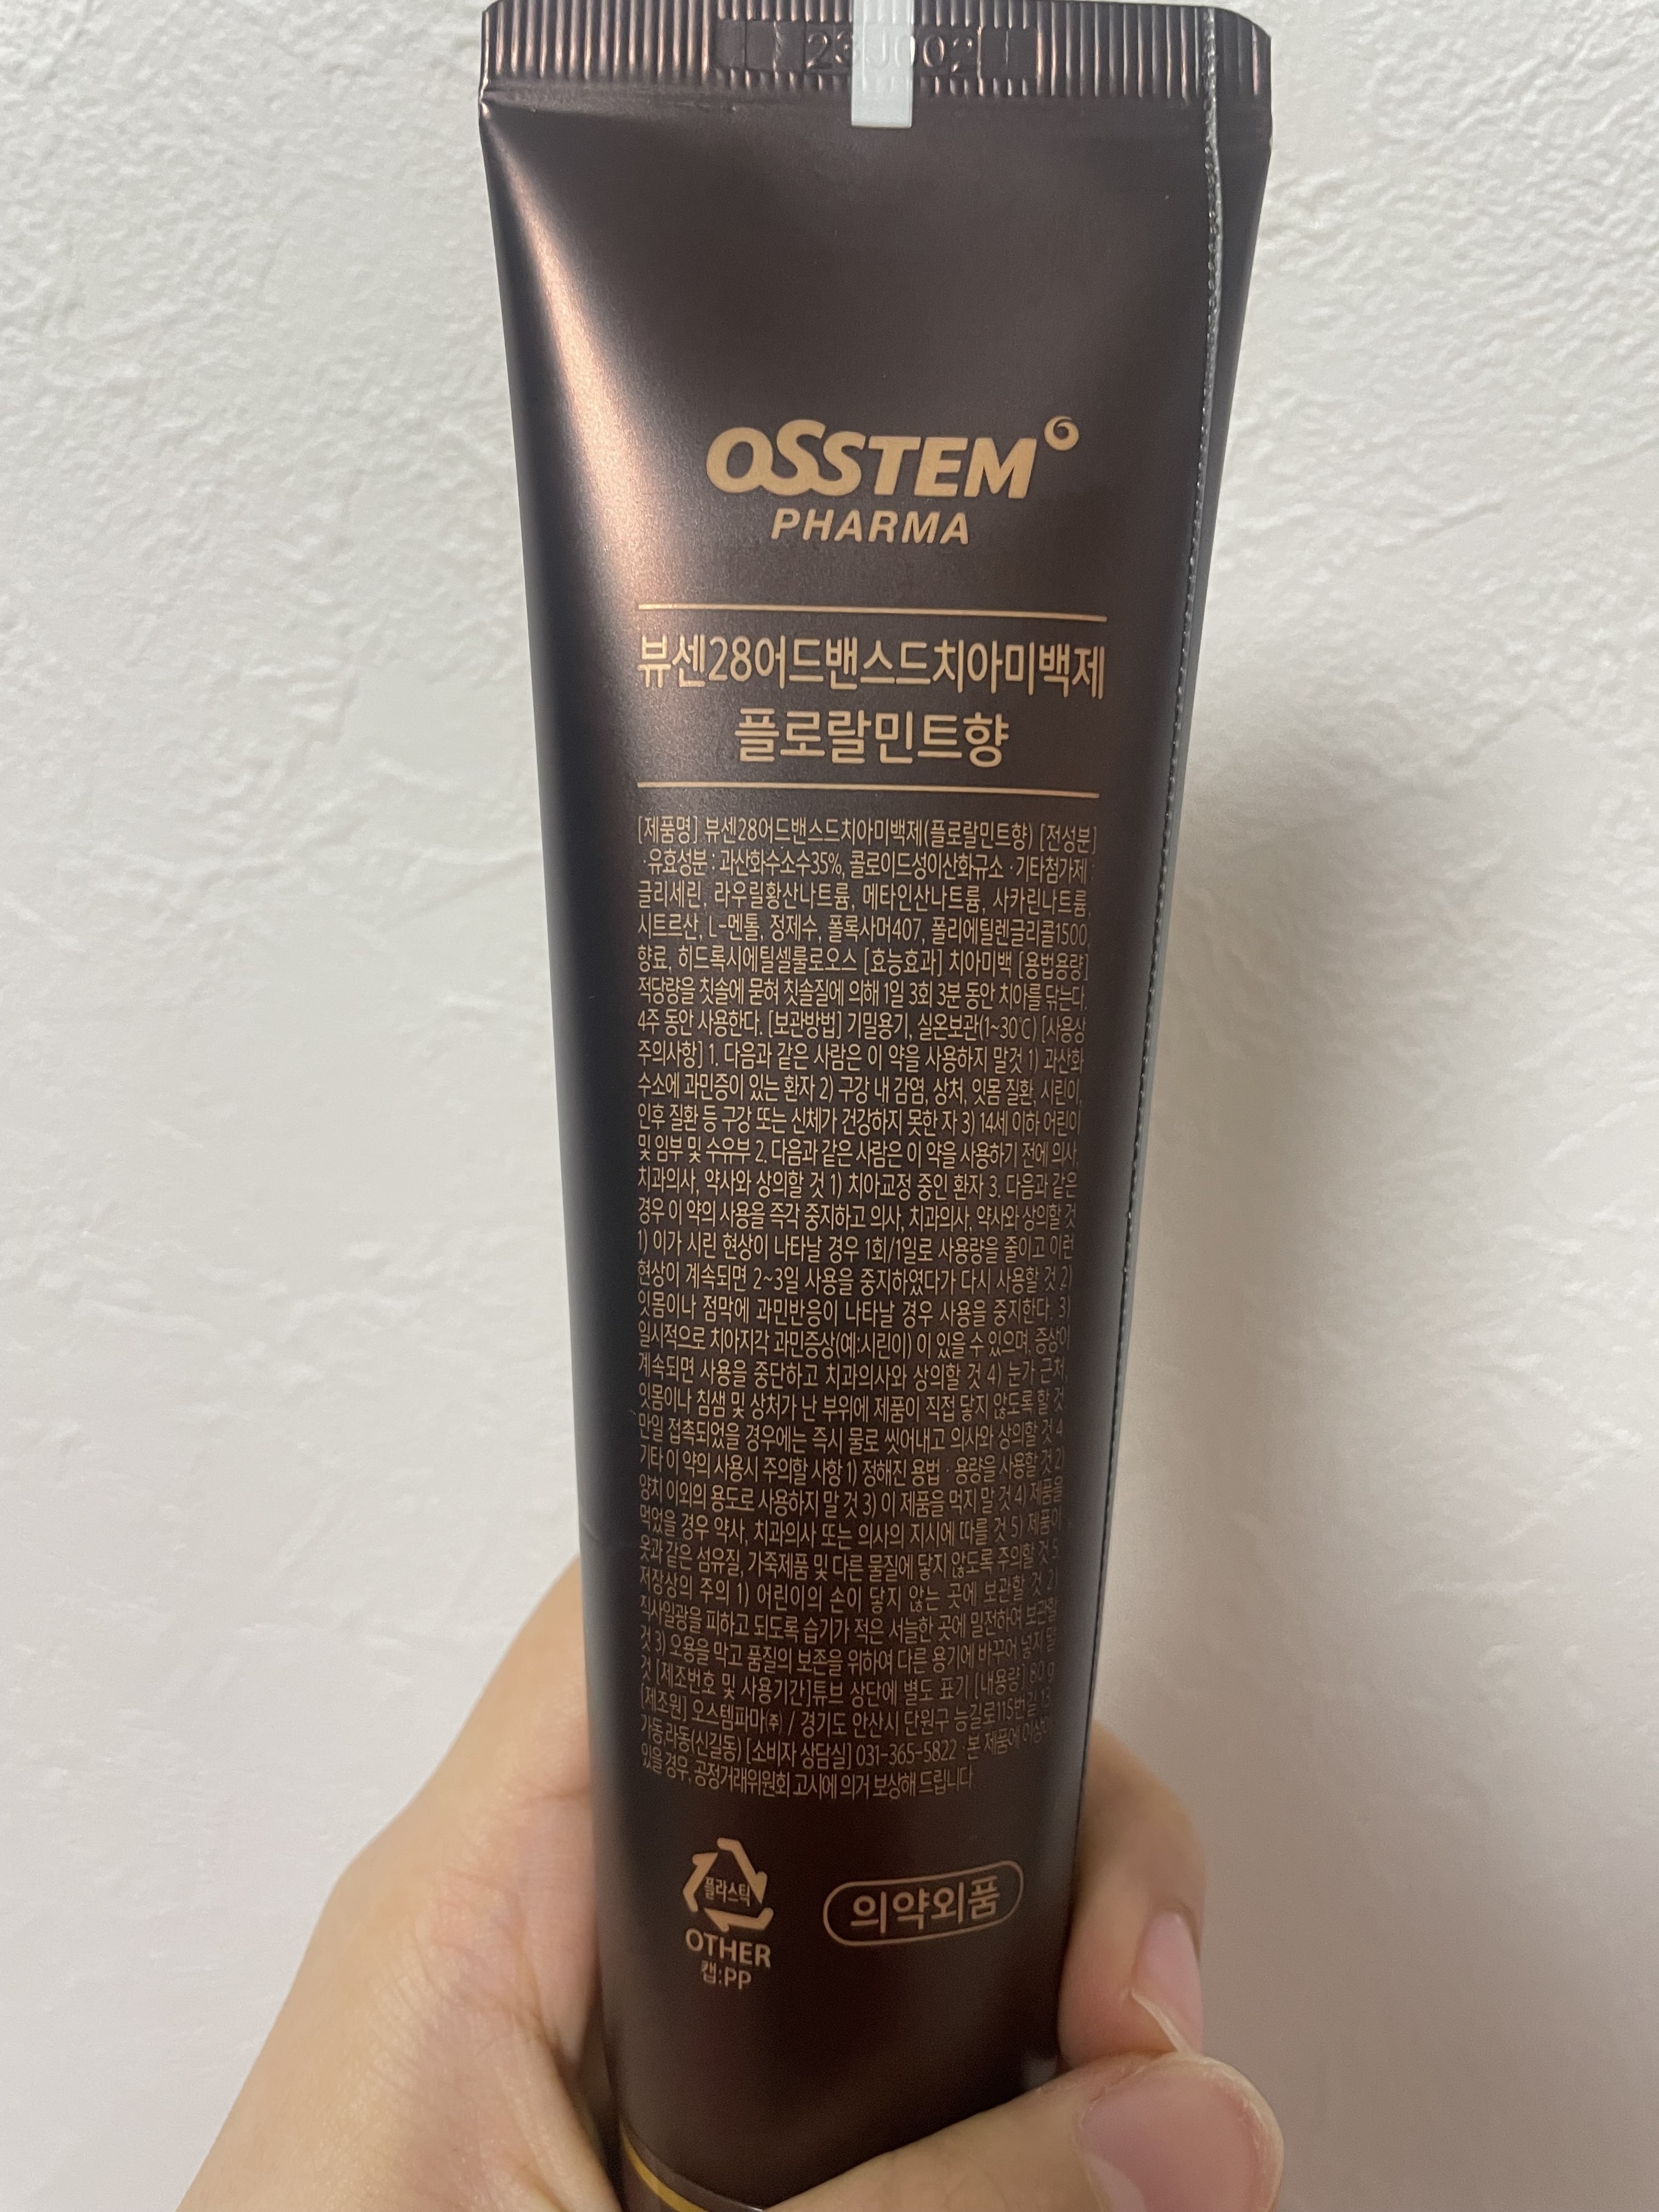 OSSTEM
PHARMA
뷰센28어드밴스드치아미백제
플로랄민트향
[제품명] 뷰센28어드밴스드치아미백제(플로랄민트향) [전성분]
·유효성분 : 과산화수소수35%, 콜로이드성이산화규소 ·기타첨가제 :
글리세린, 라우릴황산나트륨, 메타인산나트륨, 사카린나트륨,
시트르산, L-멘톨, 정제수, 폴록사머407, 폴리에틸렌글리콜1500,
향료, 히드록시에틸셀룰로오스 [효능효과] 치아미백 [용법용량]
적당량을 칫솔에 묻혀 칫솔질에 의해 1일 3회 3분 동안 치아를 닦는다.
4주 동안 사용한다. [보관방법] 기밀용기, 실온보관(1~30℃) [사용상
주의사항] 1. 다음과 같은 사람은 이 약을 사용하지 말것 1) 과산화
수소에 과민증이 있는 환자 2) 구강 내 감염, 상처, 잇몸 질환, 시린이,
인후 질환 등 구강 또는 신체가 건강하지 못한 자 3) 14세 이하 어린이
및 임부 및 수유부 2. 다음과 같은 사람은 이 약을 사용하기 전에 의사,
치과의사, 약사와 상의할 것 1) 치아교정 중인 환자 3. 다음과 같은
경우 이 약의 사용을 즉각 중지하고 의사, 치과의사, 약사와 상의할 것
1) 이가 시린 현상이 나타날 경우 1회/1일로 사용량을 줄이고 이런
현상이 계속되면 2~3일 사용을 중지하였다가 다시 사용할 것 2)
잇몸이나 점막에 과민반응이 나타날 경우 사용을 중지한다. 3)
일시적으로 치아지각 과민증상(예:시린이) 이 있을 수 있으며, 증상이
계속되면 사용을 중단하고 치과의사와 상의할 것 4) 눈가 근처,
잇몸이나 침샘 및 상처가 난 부위에 제품이 직접 닿지 않도록 할 것
만일 접촉되었을 경우에는 즉시 물로 씻어내고 의사와 상의할 것 4.
기타 이 약의 사용시 주의할 사항 1) 정해진 용법 · 용량을 사용할 것 2)
양치 이외의 용도로 사용하지 말 것 3) 이 제품을 먹지 말 것 4) 제품을
먹었을 경우 약사, 치과의사 또는 의사의 지시에 따를 것 5) 제품이
옷과 같은 섬유질, 가죽제품 및 다른 물질에 닿지 않도록 주의할 것 5.
저장상의 주의 1) 어린이의 손이 닿지 않는 곳에 보관할 것 2)
직사일광을 피하고 되도록 습기가 적은 서늘한 곳에 밀전하여 보관할
것 3) 오용을 막고 품질의 보존을 위하여 다른 용기에 바꾸어 넣지 말
것 [제조번호 및 사용기간]튜브 상단에 별도 표기 [내용량] 80 g
[제조원] 오스템파마㈜ / 경기도 안산시 단원구 능길로115번길 13,
가동,라동(신길동) [소비자 상담실] 031-365-5822 ·본 제품에 이상이
있을 경우, 공정거래위원회 고시에 의거 보상해 드립니다.
플라스틱
OTHER
캡:PP
의약외품